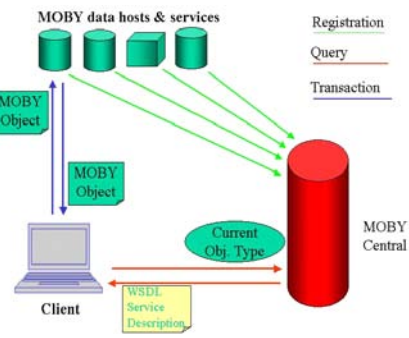 MOBY data hosts & services
Registration
Query
Transaction
MOBY
Object
MOBY
Object
Current
Obj. Type
MOBY
Central
WSDL
Service
Description
Client